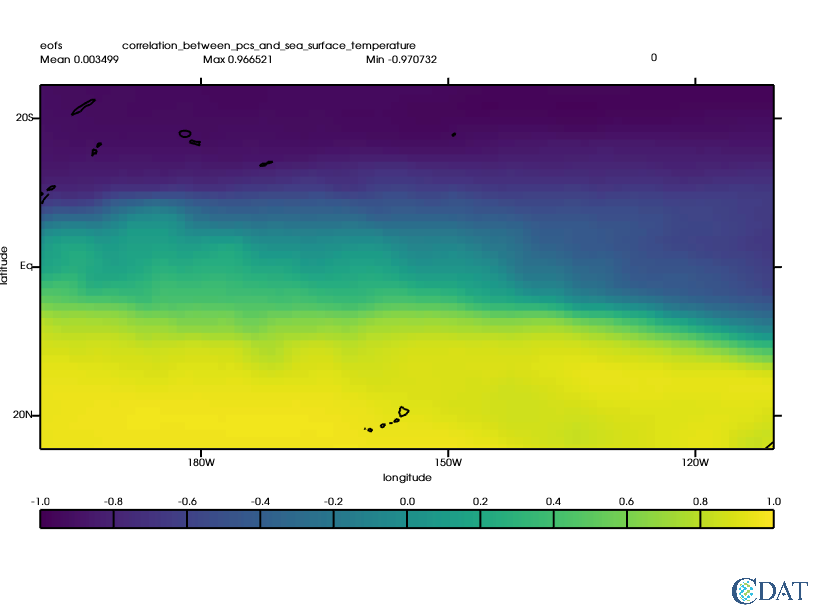 eofs correlation_between_pcs_and_sea_surface_temperature
Mean 0.003499 Max 0.966521 Min -0.970732 0
20S
Eq
20N
latitude
180W 150W 120W
longitude
-1.0 -0.8 -0.6 -0.4 -0.2 0.0 0.2 0.4 0.6 0.8 1.0
CDAT